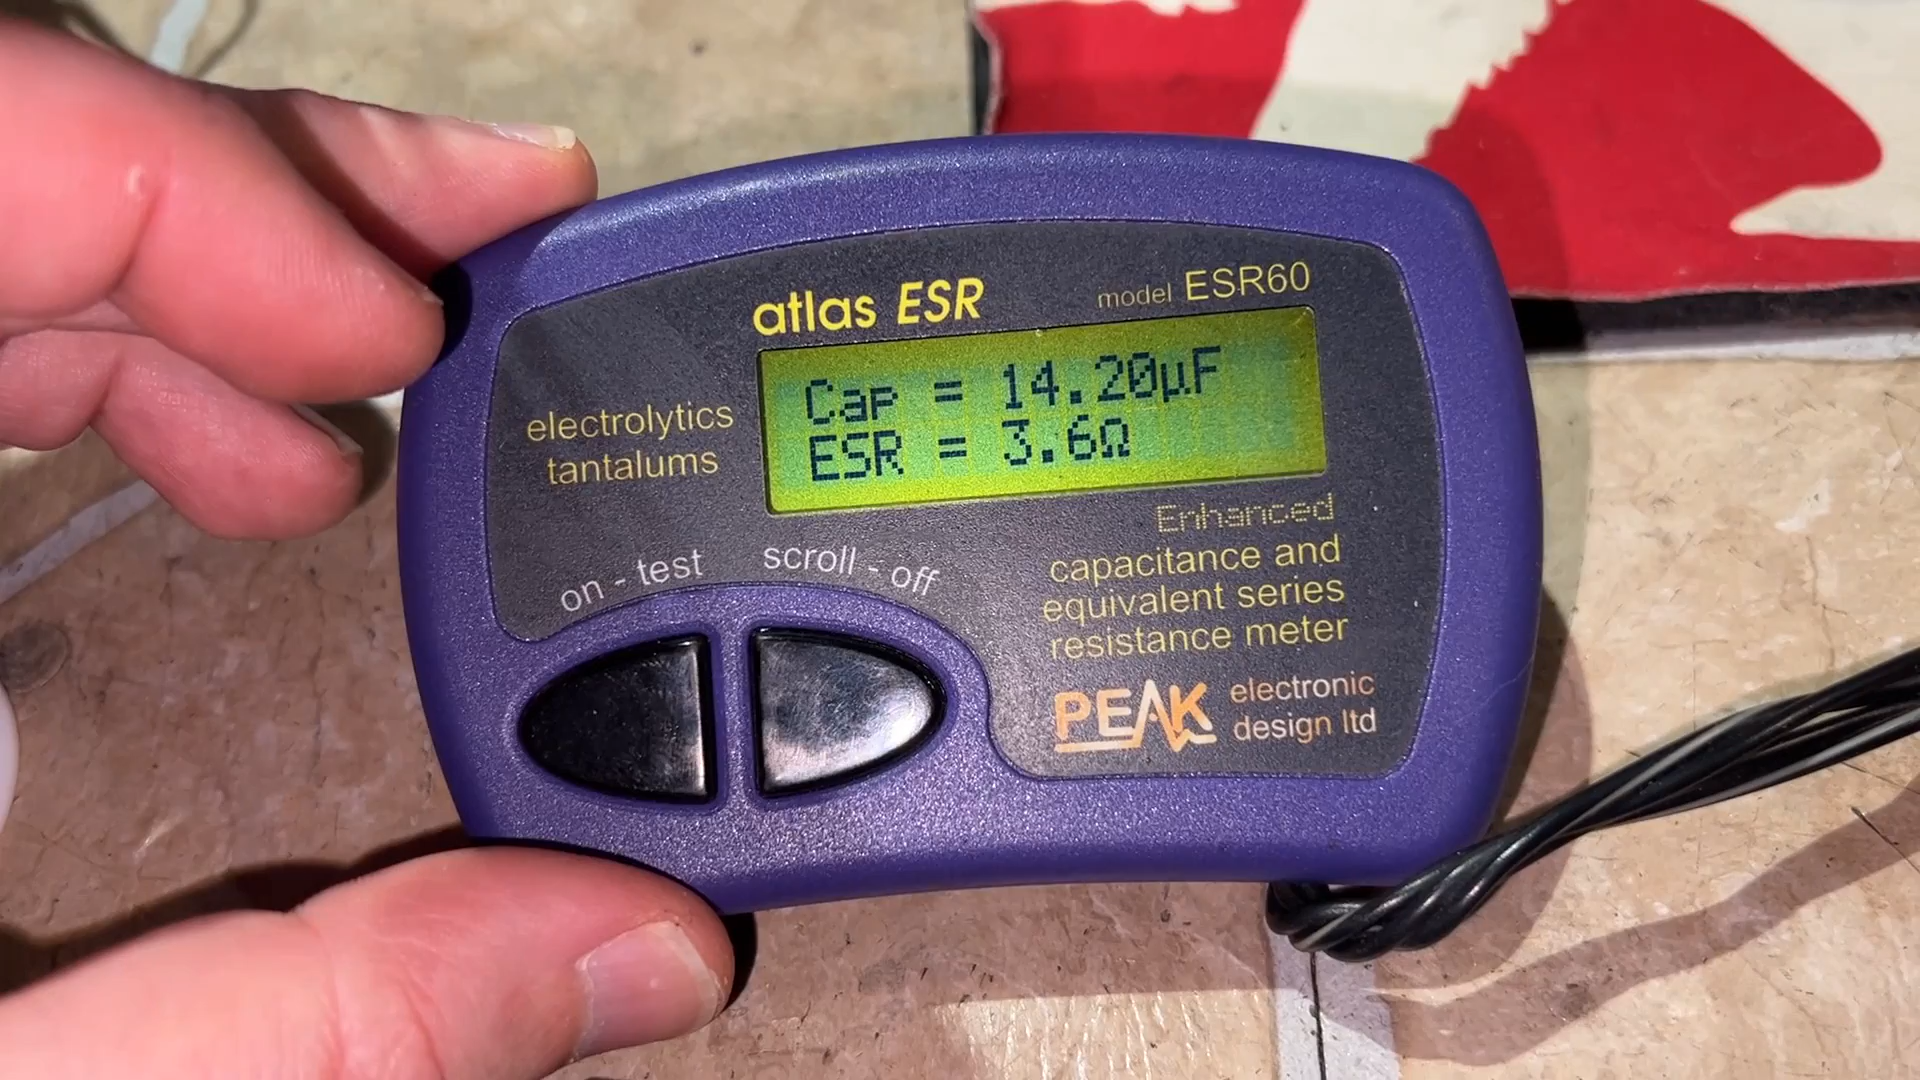 atlas ESR
model ESR60
Cap = 14.20µF
ESR = 3.6Ω
electrolytics
tantalums
on - test
scroll - off
Enhanced
capacitance and
equivalent series
resistance meter
PEAK electronic
design ltd